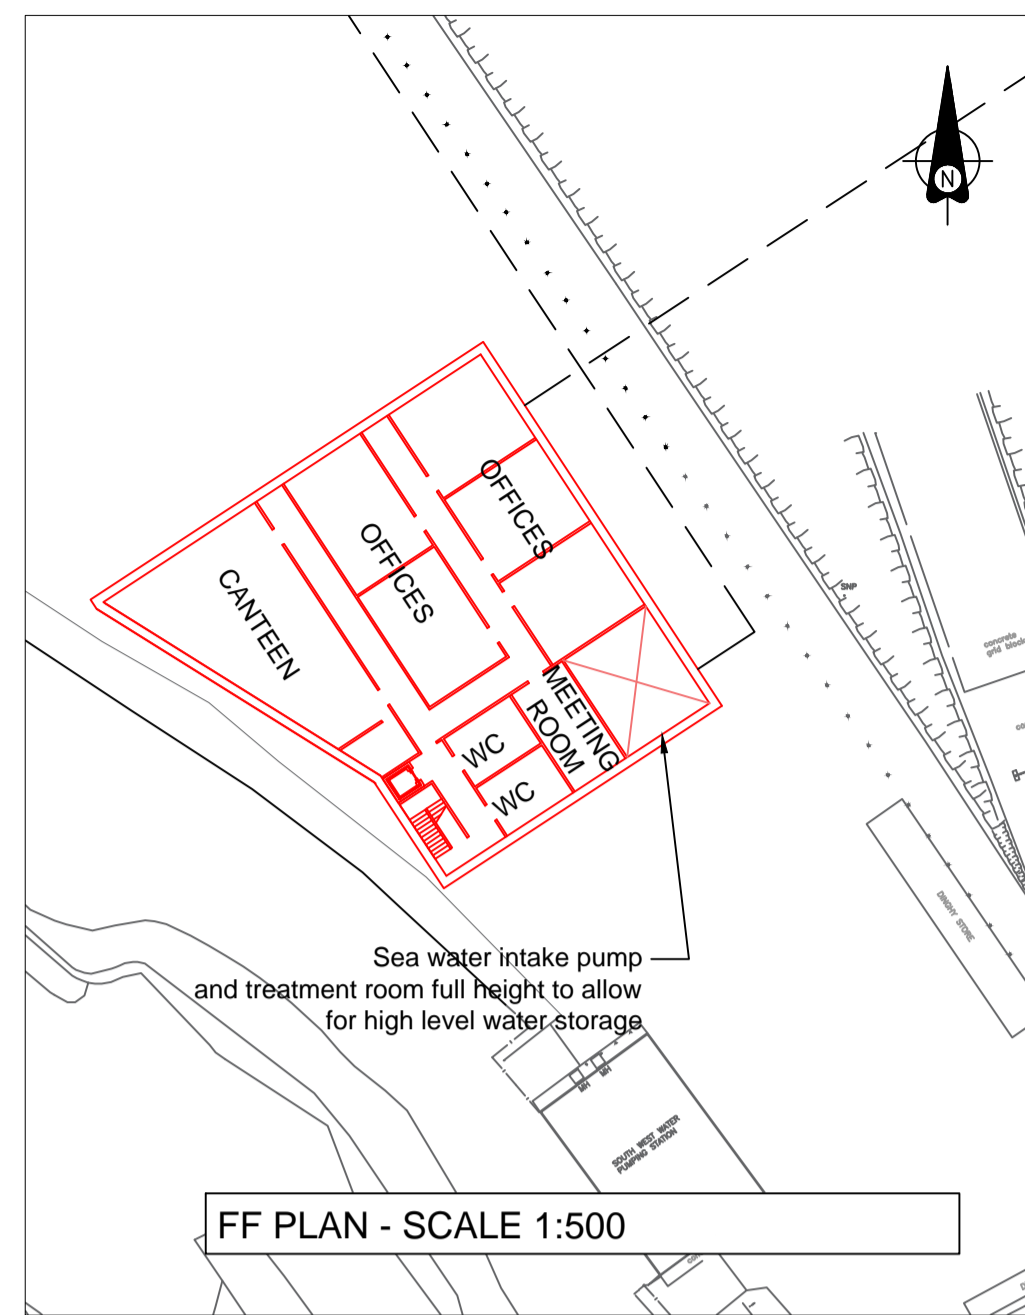 N
OFFICES
OFFICES
CANTEEN
SNP
concrete
MEETING
ROOM
WC
WC
DINGHY STORE
Sea water intake pump
and treatment room full height to allow
for high level water storage
MH
MH
SOUTH WEST WATER
PUMPING STATION
FF PLAN - SCALE 1:500